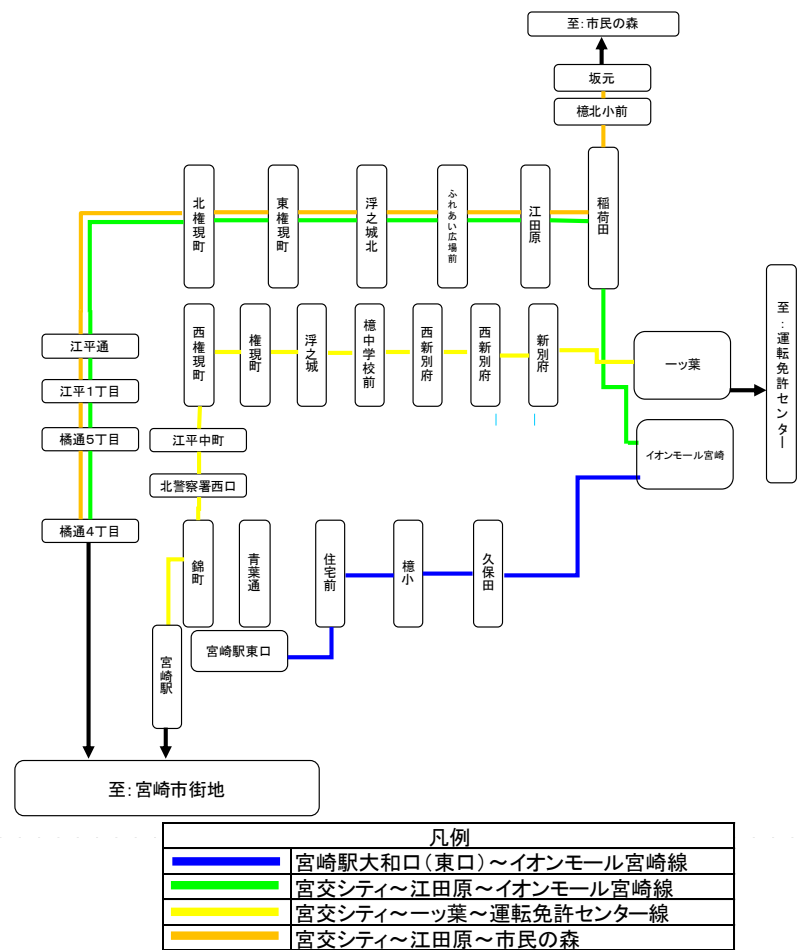 至:市民の森
坂元
檍北小前
北権現町
東権現町
浮之城北
ふれあい広場前
江田原
稲荷田
至:運転免許センター
江平通
江平1丁目
橘通5丁目
橘通4丁目
西権現町
権現町
浮之城
檍中学校前
西新別府
西新別府
新別府
一ッ葉
江平中町
北警察署西口
イオンモール宮崎
錦町
青葉通
住宅前
檍小
久保田
宮崎駅東口
宮崎駅
至:宮崎市街地
凡例
宮崎駅大和口(東口)～イオンモール宮崎線
宮交シティ～江田原～イオンモール宮崎線
宮交シティ～一ッ葉～運転免許センター線
宮交シティ～江田原～市民の森